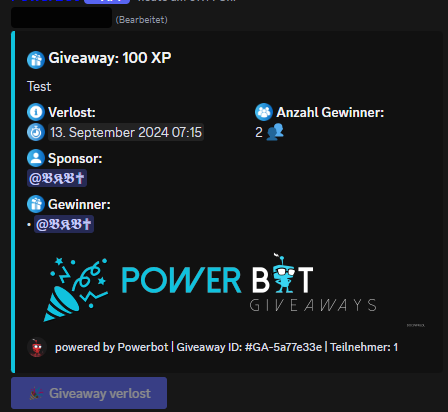 (Bearbeitet)
Giveaway: 100 XP
Test
Verlost:
13. September 2024 07:15
Anzahl Gewinner:
2
Sponsor:
@𝕭𝕬𝕭✝
Gewinner:
• @𝕭𝕬𝕭✝
POWER BOT
GIVEAWAYS
powered by Powerbot | Giveaway ID: #GA-5a77e33e | Teilnehmer: 1
Giveaway verlost